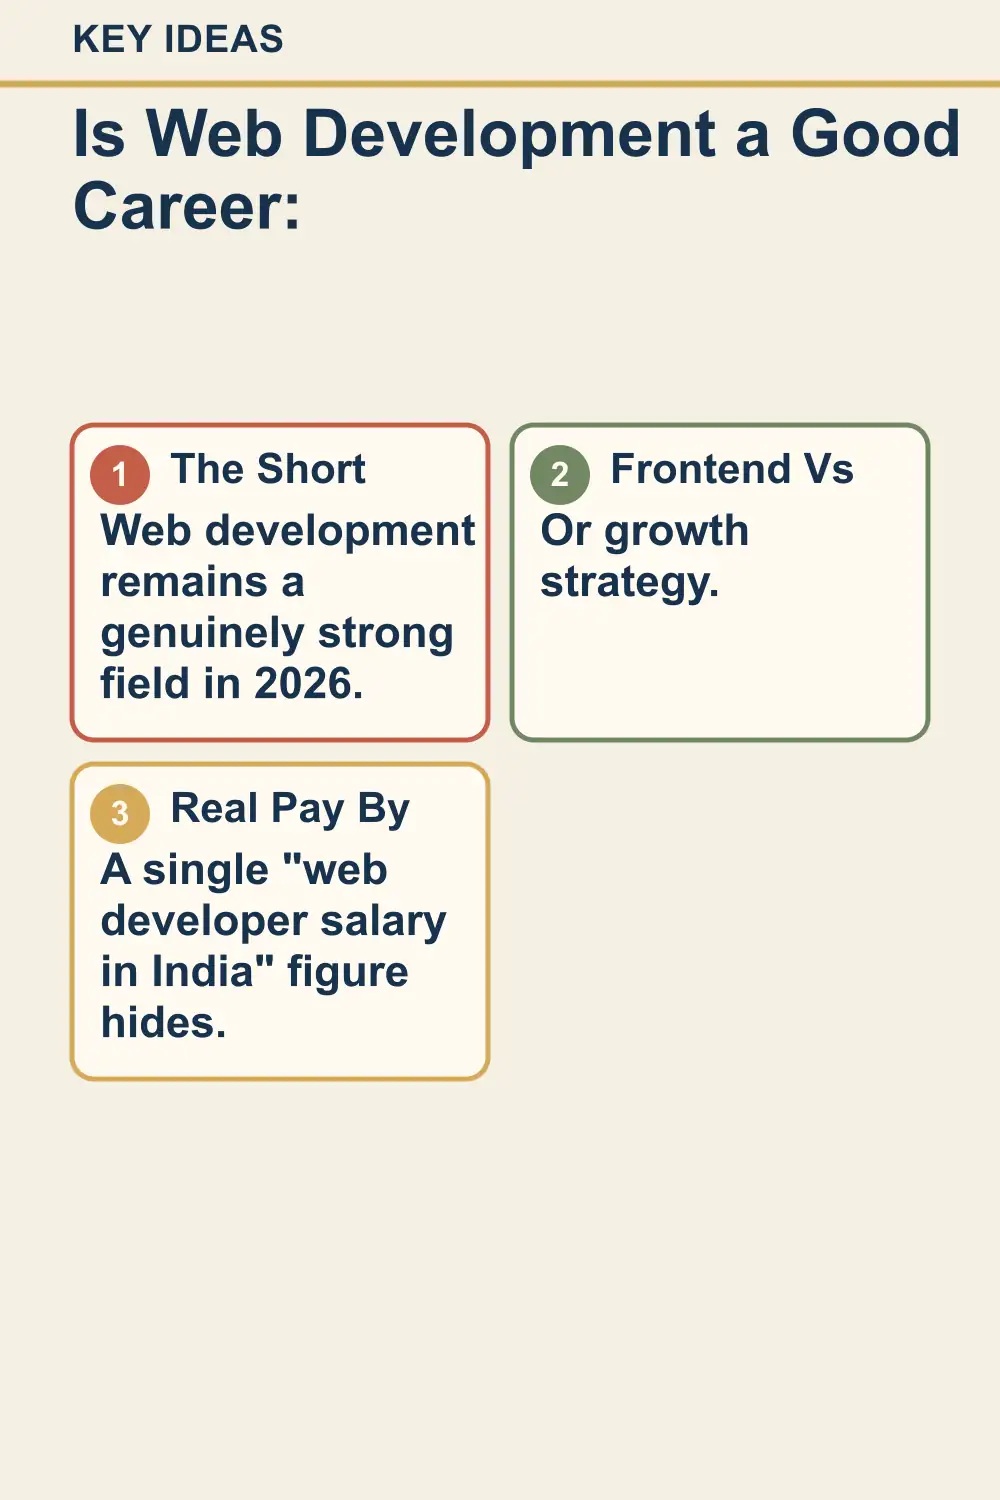 KEY IDEAS
Is Web Development a Good
Career:
1 The Short
Web development
remains a
genuinely strong
field in 2026.
2 Frontend Vs
Or growth
strategy.
3 Real Pay By
A single "web
developer salary
in India" figure
hides.